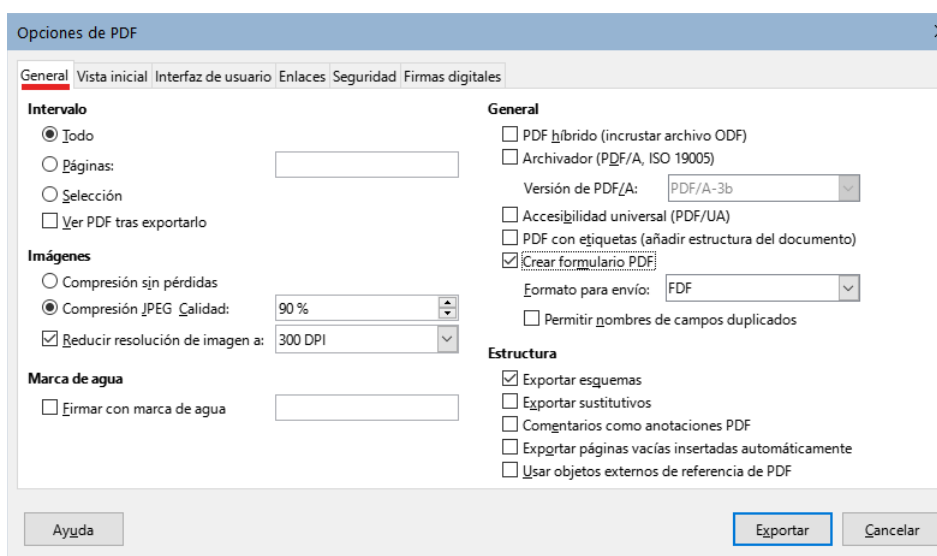 Opciones de PDF
General Vista inicial Interfaz de usuario Enlaces Seguridad Firmas digitales
Intervalo
Todo
Páginas:
Selección
Ver PDF tras exportarlo
Imágenes
Compresión sin pérdidas
Compresión JPEG Calidad: 90 %
Reducir resolución de imagen a: 300 DPI
Marca de agua
Firmar con marca de agua
General
PDF híbrido (incrustar archivo ODF)
Archivador (PDF/A, ISO 19005)
Versión de PDF/A: PDF/A-3b
Accesibilidad universal (PDF/UA)
PDF con etiquetas (añadir estructura del documento)
Crear formulario PDF
Formato para envío: FDF
Permitir nombres de campos duplicados
Estructura
Exportar esquemas
Exportar sustitutivos
Comentarios como anotaciones PDF
Exportar páginas vacías insertadas automáticamente
Usar objetos externos de referencia de PDF
Ayuda Exportar Cancelar